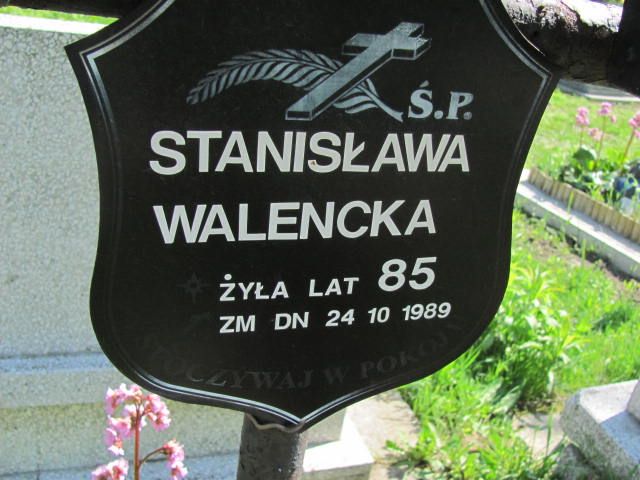 Ś.P.
STANISŁAWA
WALENCKA
ŻYŁA LAT 85
ZM DN 24 10 1989
SPOCZYWAJ W POKOJU